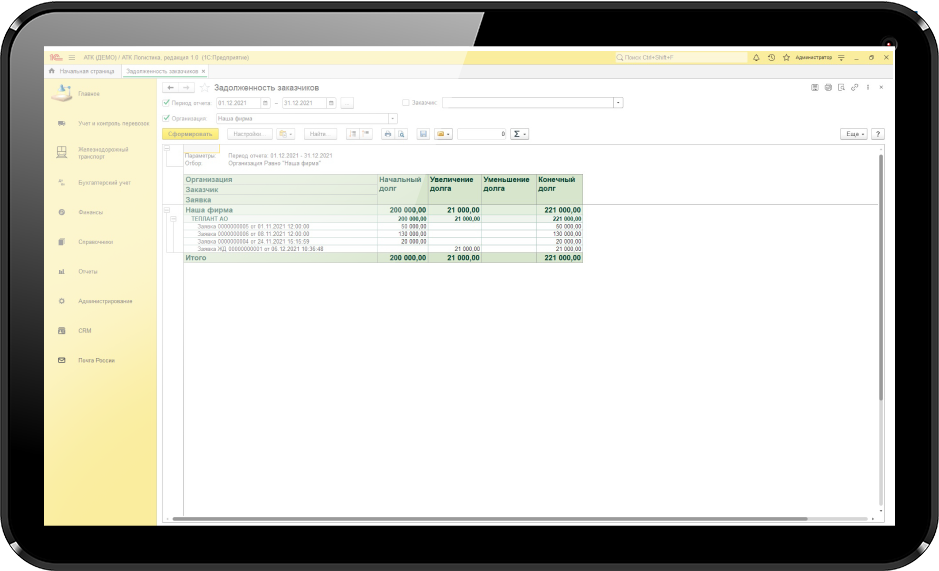 1С АТК (ДЕМО) / АТК Логистика, редакция 1.0 (1С:Предприятие) Поиск Ctrl+Shift+F Администратор
Начальная страница Задолженность заказчиков ×
Главное
Учет и контроль перевозок
Железнодорожный
транспорт
Бухгалтерский учет
Финансы
Справочники
Отчеты
Администрирование
CRM
Почта России
Задолженность заказчиков
Период отчета: 01.12.2021 – 31.12.2021 ... Заказчик:
Организация: Наша фирма
Сформировать Настройки... Найти... 0 Σ Еще ?
Параметры: Период отчета: 01.12.2021 - 31.12.2021
Отбор: Организация Равно "Наша фирма"
Организация Начальный долг Увеличение долга Уменьшение долга Конечный долг
Заказчик
Заявка
Наша фирма 200 000,00 21 000,00 221 000,00
ТЕПЛАНТ АО 200 000,00 21 000,00 221 000,00
Заявка 0000000005 от 01.11.2021 12:00:00 50 000,00 50 000,00
Заявка 0000000006 от 08.11.2021 12:00:00 130 000,00 130 000,00
Заявка 0000000004 от 24.11.2021 15:15:59 20 000,00 20 000,00
Заявка ЖД 00000000001 от 06.12.2021 16:36:48 21 000,00 21 000,00
Итого 200 000,00 21 000,00 221 000,00